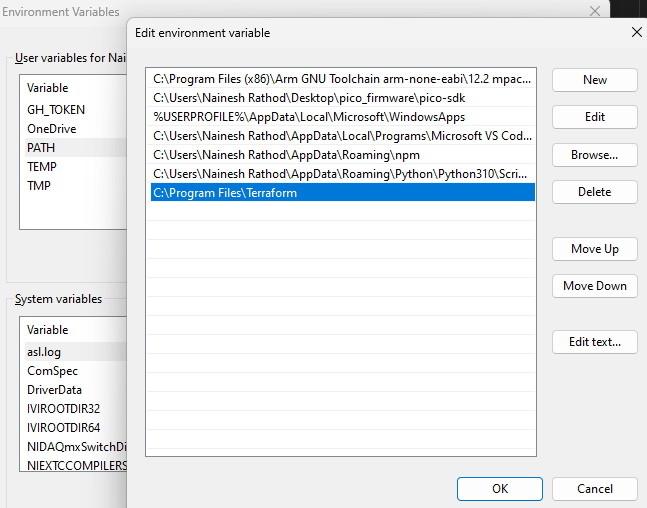 Environment Variables
Edit environment variable
User variables for Nai
Variable
GH_TOKEN
OneDrive
PATH
TEMP
TMP
System variables
Variable
asl.log
ComSpec
DriverData
IVIROOTDIR32
IVIROOTDIR64
NIDAQmxSwitchDi
NIEXTCCOMPILERS
C:\Program Files (x86)\Arm GNU Toolchain arm-none-eabi\12.2 mpac...
C:\Users\Nainesh Rathod\Desktop\pico_firmware\pico-sdk
%USERPROFILE%\AppData\Local\Microsoft\WindowsApps
C:\Users\Nainesh Rathod\AppData\Local\Programs\Microsoft VS Cod...
C:\Users\Nainesh Rathod\AppData\Roaming\npm
C:\Users\Nainesh Rathod\AppData\Roaming\Python\Python310\Scri...
C:\Program Files\Terraform
New
Edit
Browse...
Delete
Move Up
Move Down
Edit text...
OK
Cancel